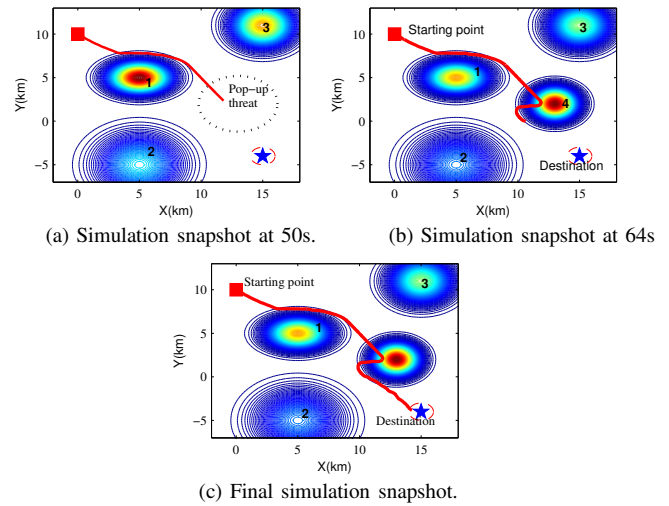 10
5
0
−5
0
5
10
15
X(km)
Y(km)
1
2
3
Pop−up
threat
(a) Simulation snapshot at 50s.
10
5
0
−5
0
5
10
15
X(km)
Y(km)
Starting point
1
2
3
4
Destination
(b) Simulation snapshot at 64s
10
5
0
−5
0
5
10
15
X(km)
Y(km)
Starting point
1
2
3
Destination
(c) Final simulation snapshot.